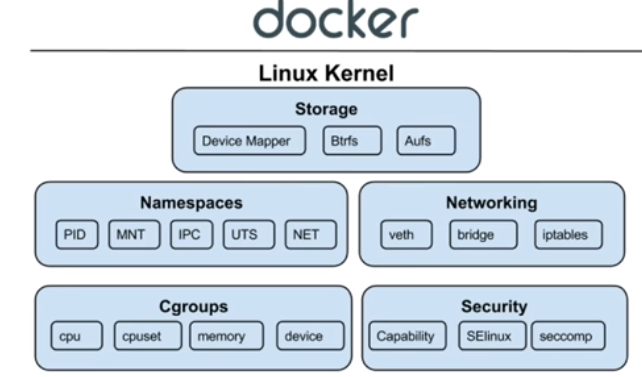 docker
Linux Kernel
Storage
Device Mapper Btrfs Aufs
Namespaces
PID MNT IPC UTS NET
Networking
veth bridge iptables
Cgroups
cpu cpuset memory device
Security
Capability SElinux seccomp